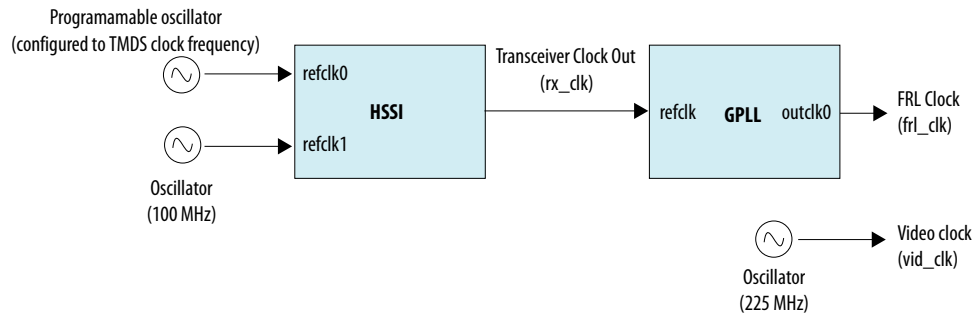 Programamable oscillator
(configured to TMDS clock frequency)
refclk0
HSSI
refclk1
Oscillator
(100 MHz)
Transceiver Clock Out
(rx_clk)
refclk
GPLL
outclk0
FRL Clock
(frl_clk)
Oscillator
(225 MHz)
Video clock
(vid_clk)